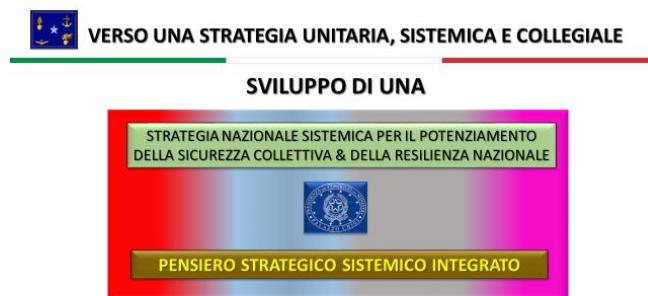 VERSO UNA STRATEGIA UNITARIA, SISTEMICA E COLLEGIALE
SVILUPPO DI UNA
STRATEGIA NAZIONALE SISTEMICA PER IL POTENZIAMENTO
DELLA SICUREZZA COLLETTIVA & DELLA RESILIENZA NAZIONALE
PENSIERO STRATEGICO SISTEMICO INTEGRATO